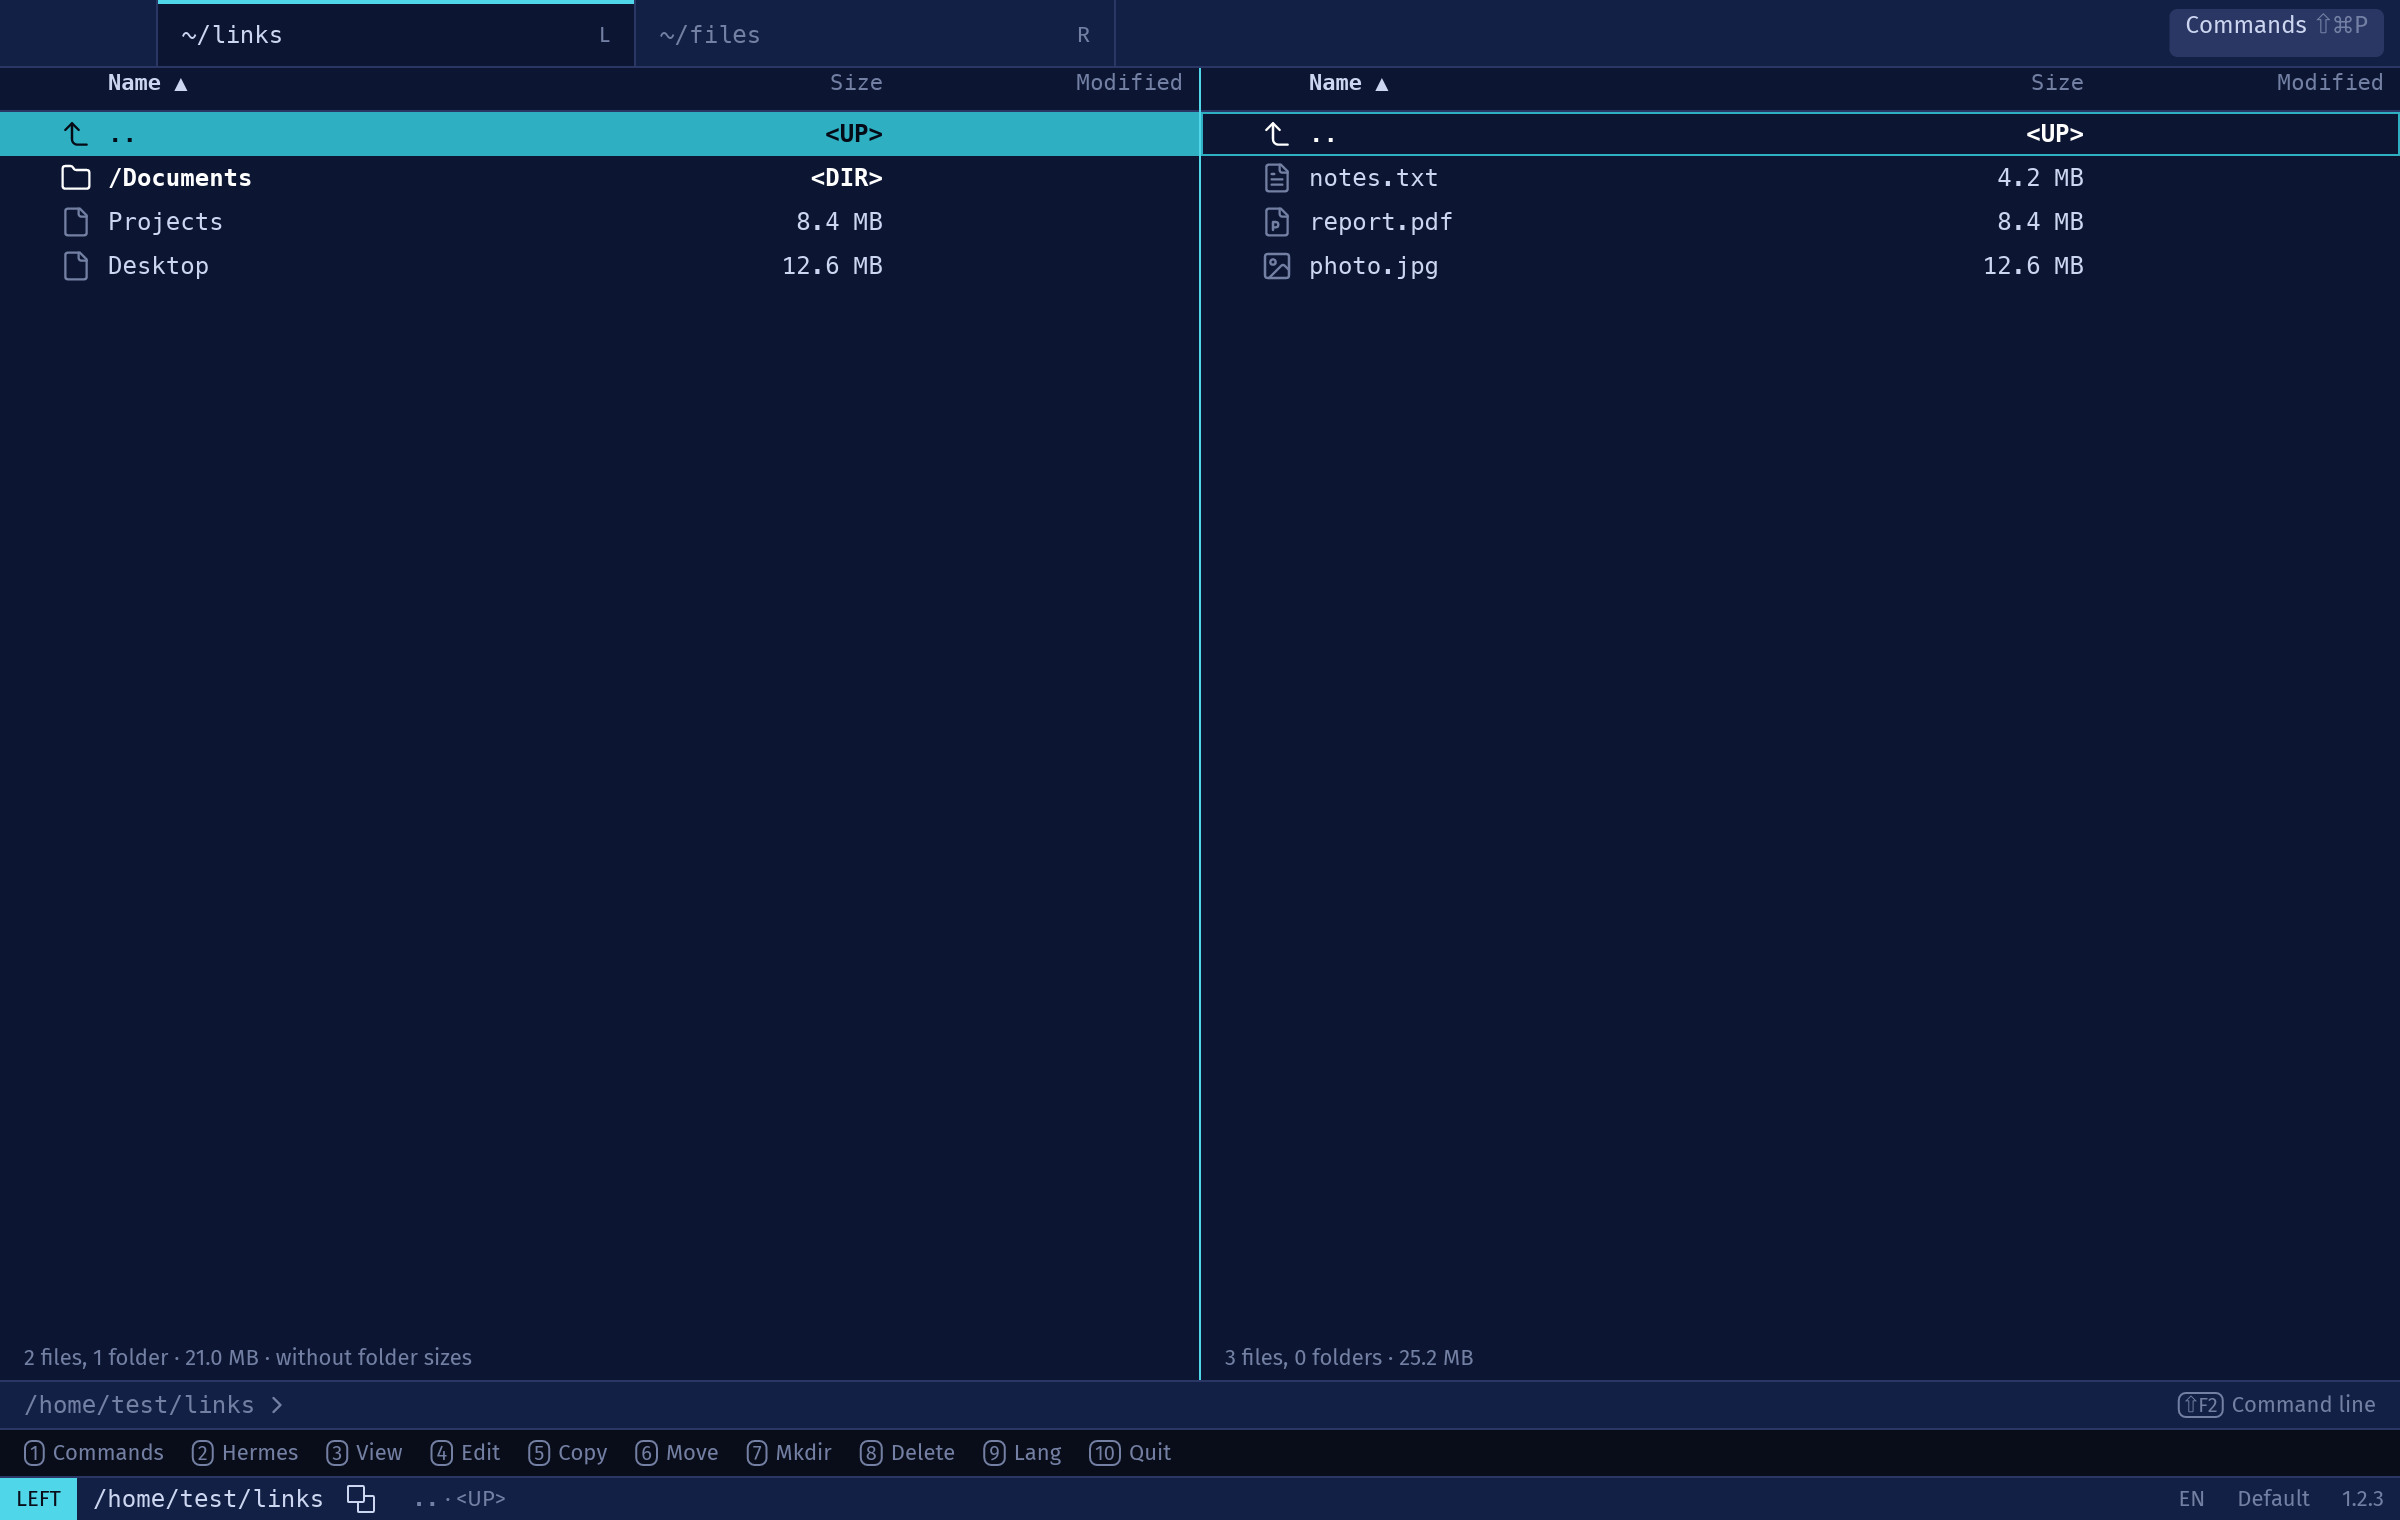 ~/links L ~/files R Commands ⇧⌘P
Name ▲ Size Modified
.. <UP>
/Documents <DIR>
Projects 8.4 MB
Desktop 12.6 MB
2 files, 1 folder · 21.0 MB · without folder sizes
Name ▲ Size Modified
.. <UP>
notes.txt 4.2 MB
report.pdf 8.4 MB
photo.jpg 12.6 MB
3 files, 0 folders · 25.2 MB
/home/test/links > ⇧F2 Command line
1 Commands 2 Hermes 3 View 4 Edit 5 Copy 6 Move 7 Mkdir 8 Delete 9 Lang 10 Quit
LEFT /home/test/links .. · <UP> EN Default 1.2.3